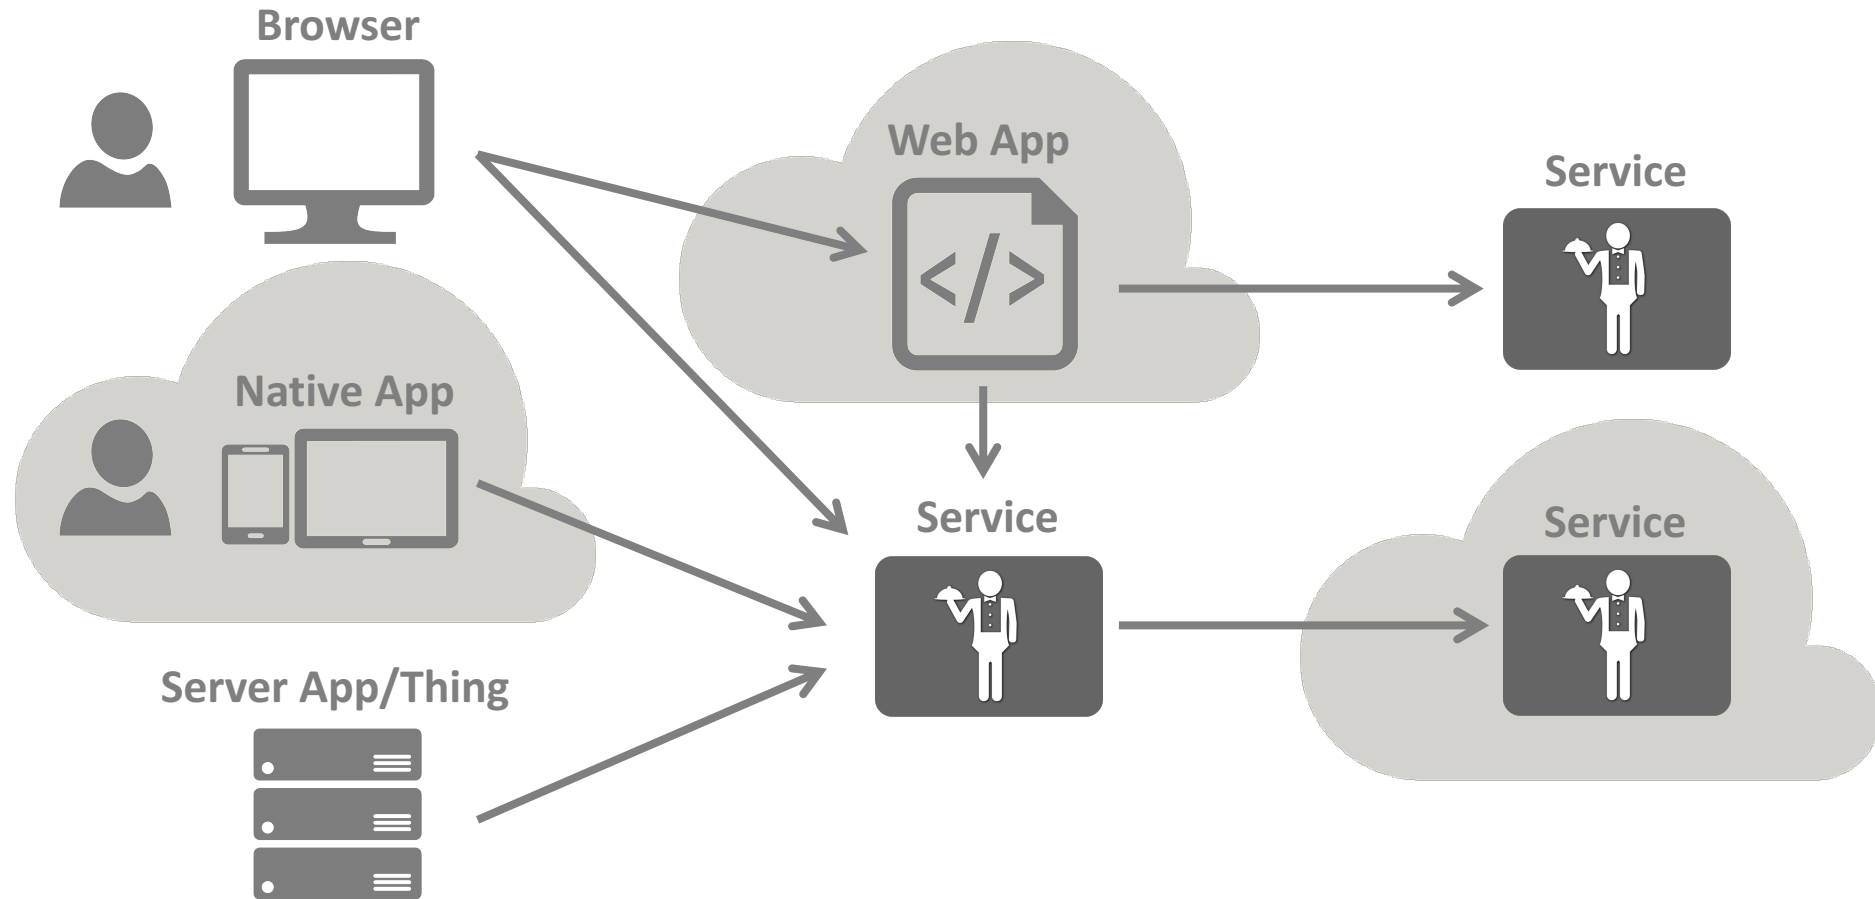 Browser
Web App
Service
Native App
Service
Service
Server App/Thing